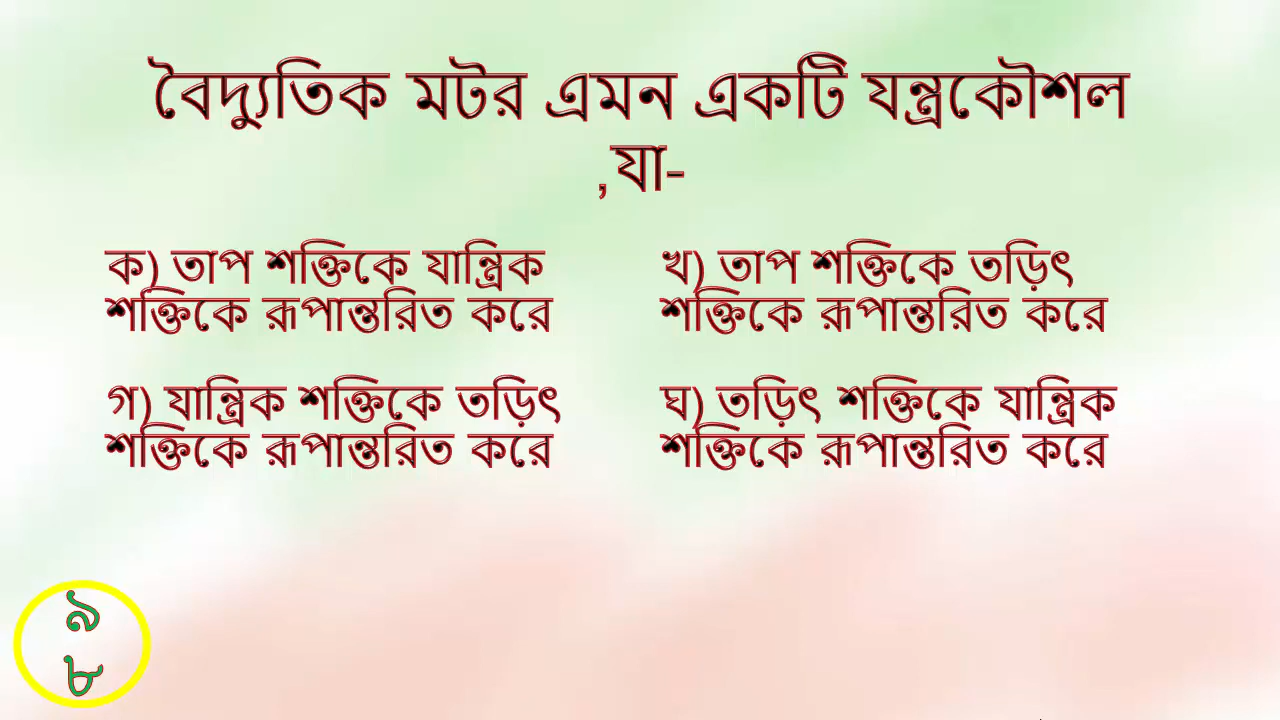 বৈদ্যুতিক মটর এমন একটি যন্ত্রকৌশল
,যা-
ক) তাপ শক্তিকে যান্ত্রিক
শক্তিকে রূপান্তরিত করে
খ) তাপ শক্তিকে তড়িৎ
শক্তিকে রূপান্তরিত করে
গ) যান্ত্রিক শক্তিকে তড়িৎ
শক্তিকে রূপান্তরিত করে
ঘ) তড়িৎ শক্তিকে যান্ত্রিক
শক্তিকে রূপান্তরিত করে
৯
৮